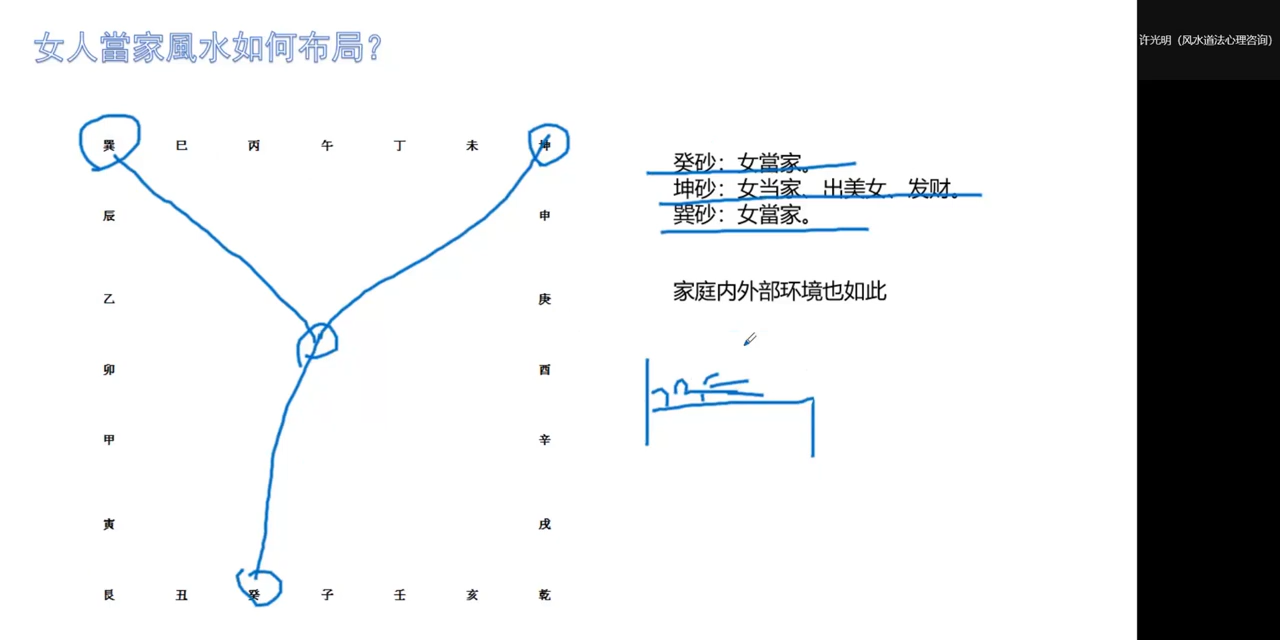 女人當家風水如何布局?
许光明（风水道法心理咨询)
巽 巳 丙 午 丁 未 坤
辰 申
乙 庚
卯 酉
甲 辛
寅 戌
艮 丑 癸 子 壬 亥 乾
癸砂：女當家。
坤砂：女当家、出美女、发财。
巽砂：女當家。
家庭内外部环境也如此